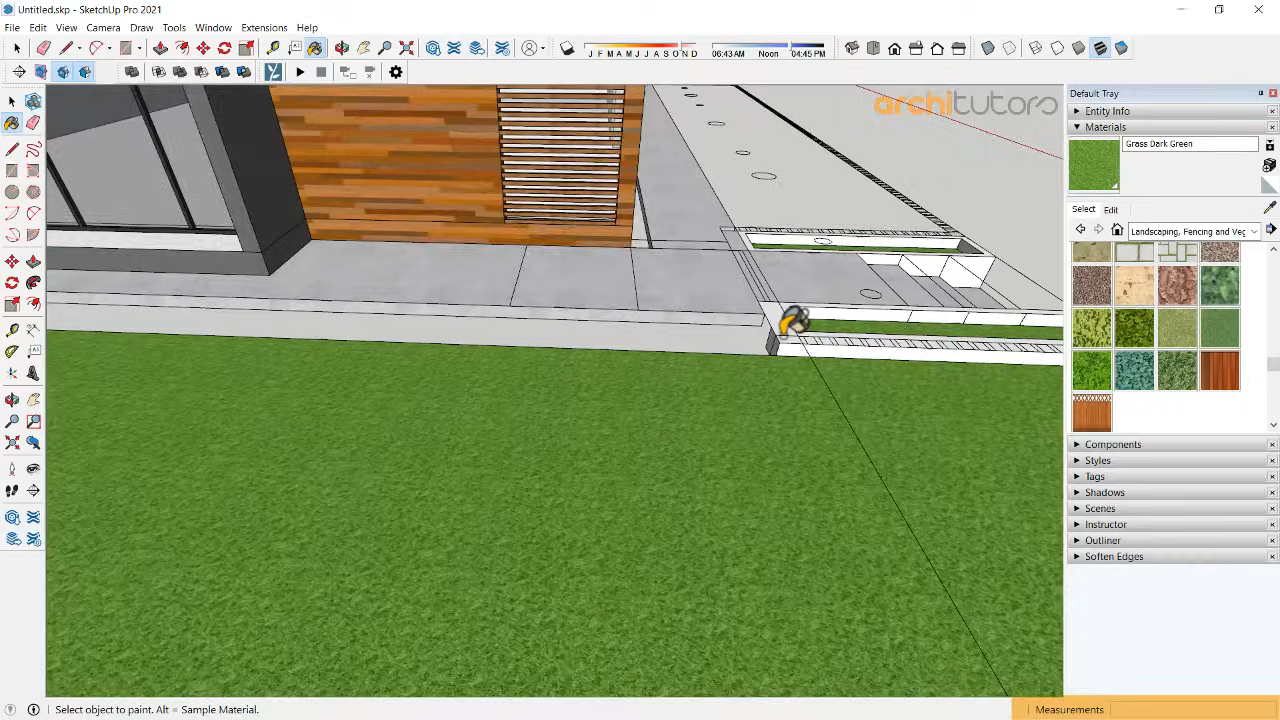 Untitled.skp - SketchUp Pro 2021
File Edit View Camera Draw Tools Window Extensions Help
J F M A M J J A S O N D
06:43 AM Noon 04:45 PM
architutors
Default Tray
Entity Info
Materials
Grass Dark Green
Select Edit
Landscaping, Fencing and Veg
Components
Styles
Tags
Shadows
Scenes
Instructor
Outliner
Soften Edges
Select object to paint. Alt = Sample Material.
Measurements